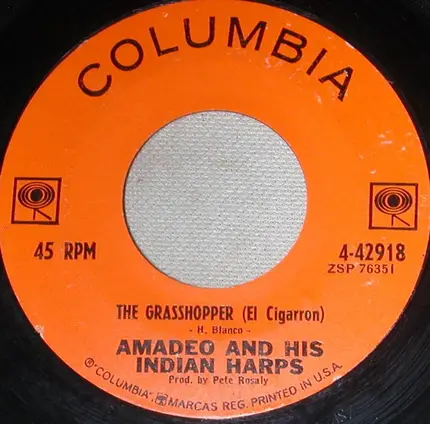 COLUMBIA
45 RPM
4-42918
ZSP 76351
THE GRASSHOPPER (El Cigarron)
- H. Blanco -
AMADEO AND HIS
INDIAN HARPS
Prod. by Pete Rosaly
® "COLUMBIA", MARCAS REG. PRINTED IN U.S.A.